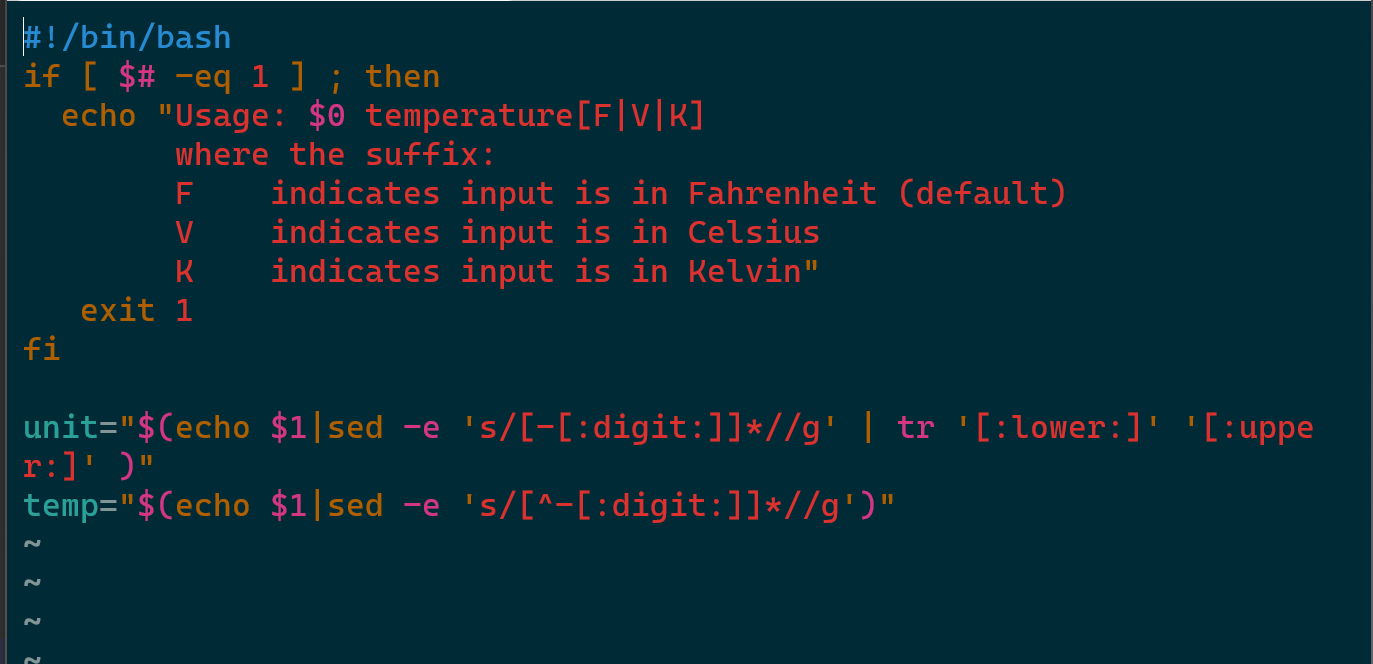 #!/bin/bash
if [ $# -eq 1 ] ; then
  echo "Usage: $0 temperature[F|V|K]
        where the suffix:
        F    indicates input is in Fahrenheit (default)
        V    indicates input is in Celsius
        K    indicates input is in Kelvin"
   exit 1
fi

unit="$(echo $1|sed -e 's/[-[:digit:]]*//g' | tr '[:lower:]' '[:uppe
r:]' )"
temp="$(echo $1|sed -e 's/[^-[:digit:]]*//g')"
~
~
~
~